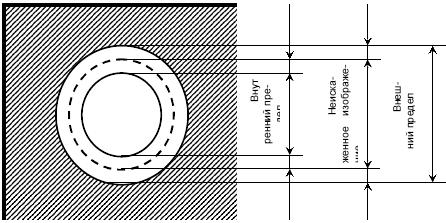 Внут
ренний пре-
Неиска-
женное изображе-
Внеш-
ний предел